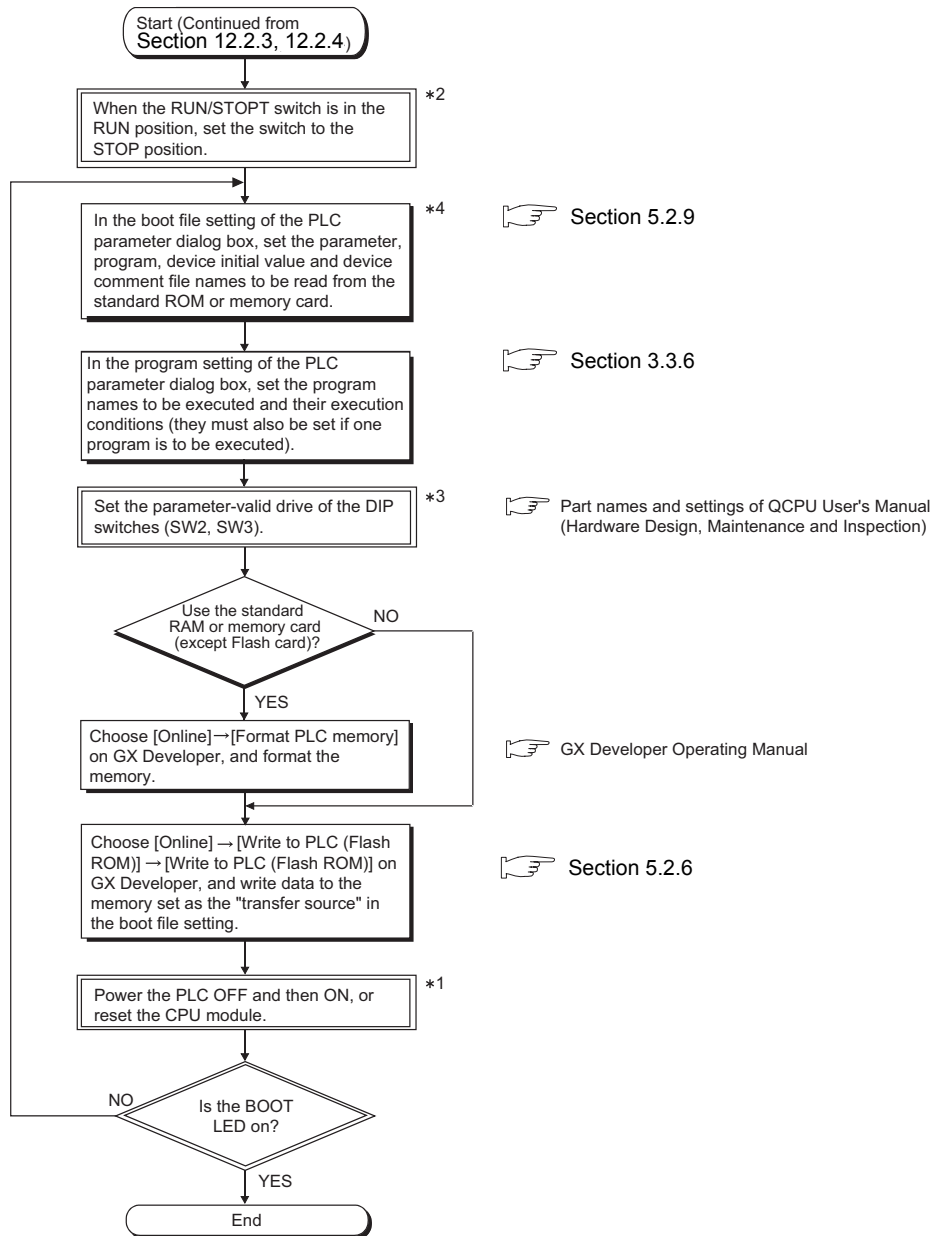 Start (Continued from
Section 12.2.3, 12.2.4)
When the RUN/STOPT switch is in the
RUN position, set the switch to the
STOP position.
*2
In the boot file setting of the PLC
parameter dialog box, set the parameter,
program, device initial value and device
comment file names to be read from the
standard ROM or memory card.
*4
Section 5.2.9
In the program setting of the PLC
parameter dialog box, set the program
names to be executed and their execution
conditions (they must also be set if one
program is to be executed).
Section 3.3.6
Set the parameter-valid drive of the DIP
switches (SW2, SW3).
*3
Part names and settings of QCPU User's Manual
(Hardware Design, Maintenance and Inspection)
Use the standard
RAM or memory card
(except Flash card)?
NO
YES
Choose [Online]→[Format PLC memory]
on GX Developer, and format the
memory.
GX Developer Operating Manual
Choose [Online] → [Write to PLC (Flash
ROM)] → [Write to PLC (Flash ROM)] on
GX Developer, and write data to the
memory set as the "transfer source" in
the boot file setting.
Section 5.2.6
Power the PLC OFF and then ON, or
reset the CPU module.
*1
NO
Is the BOOT
LED on?
YES
End